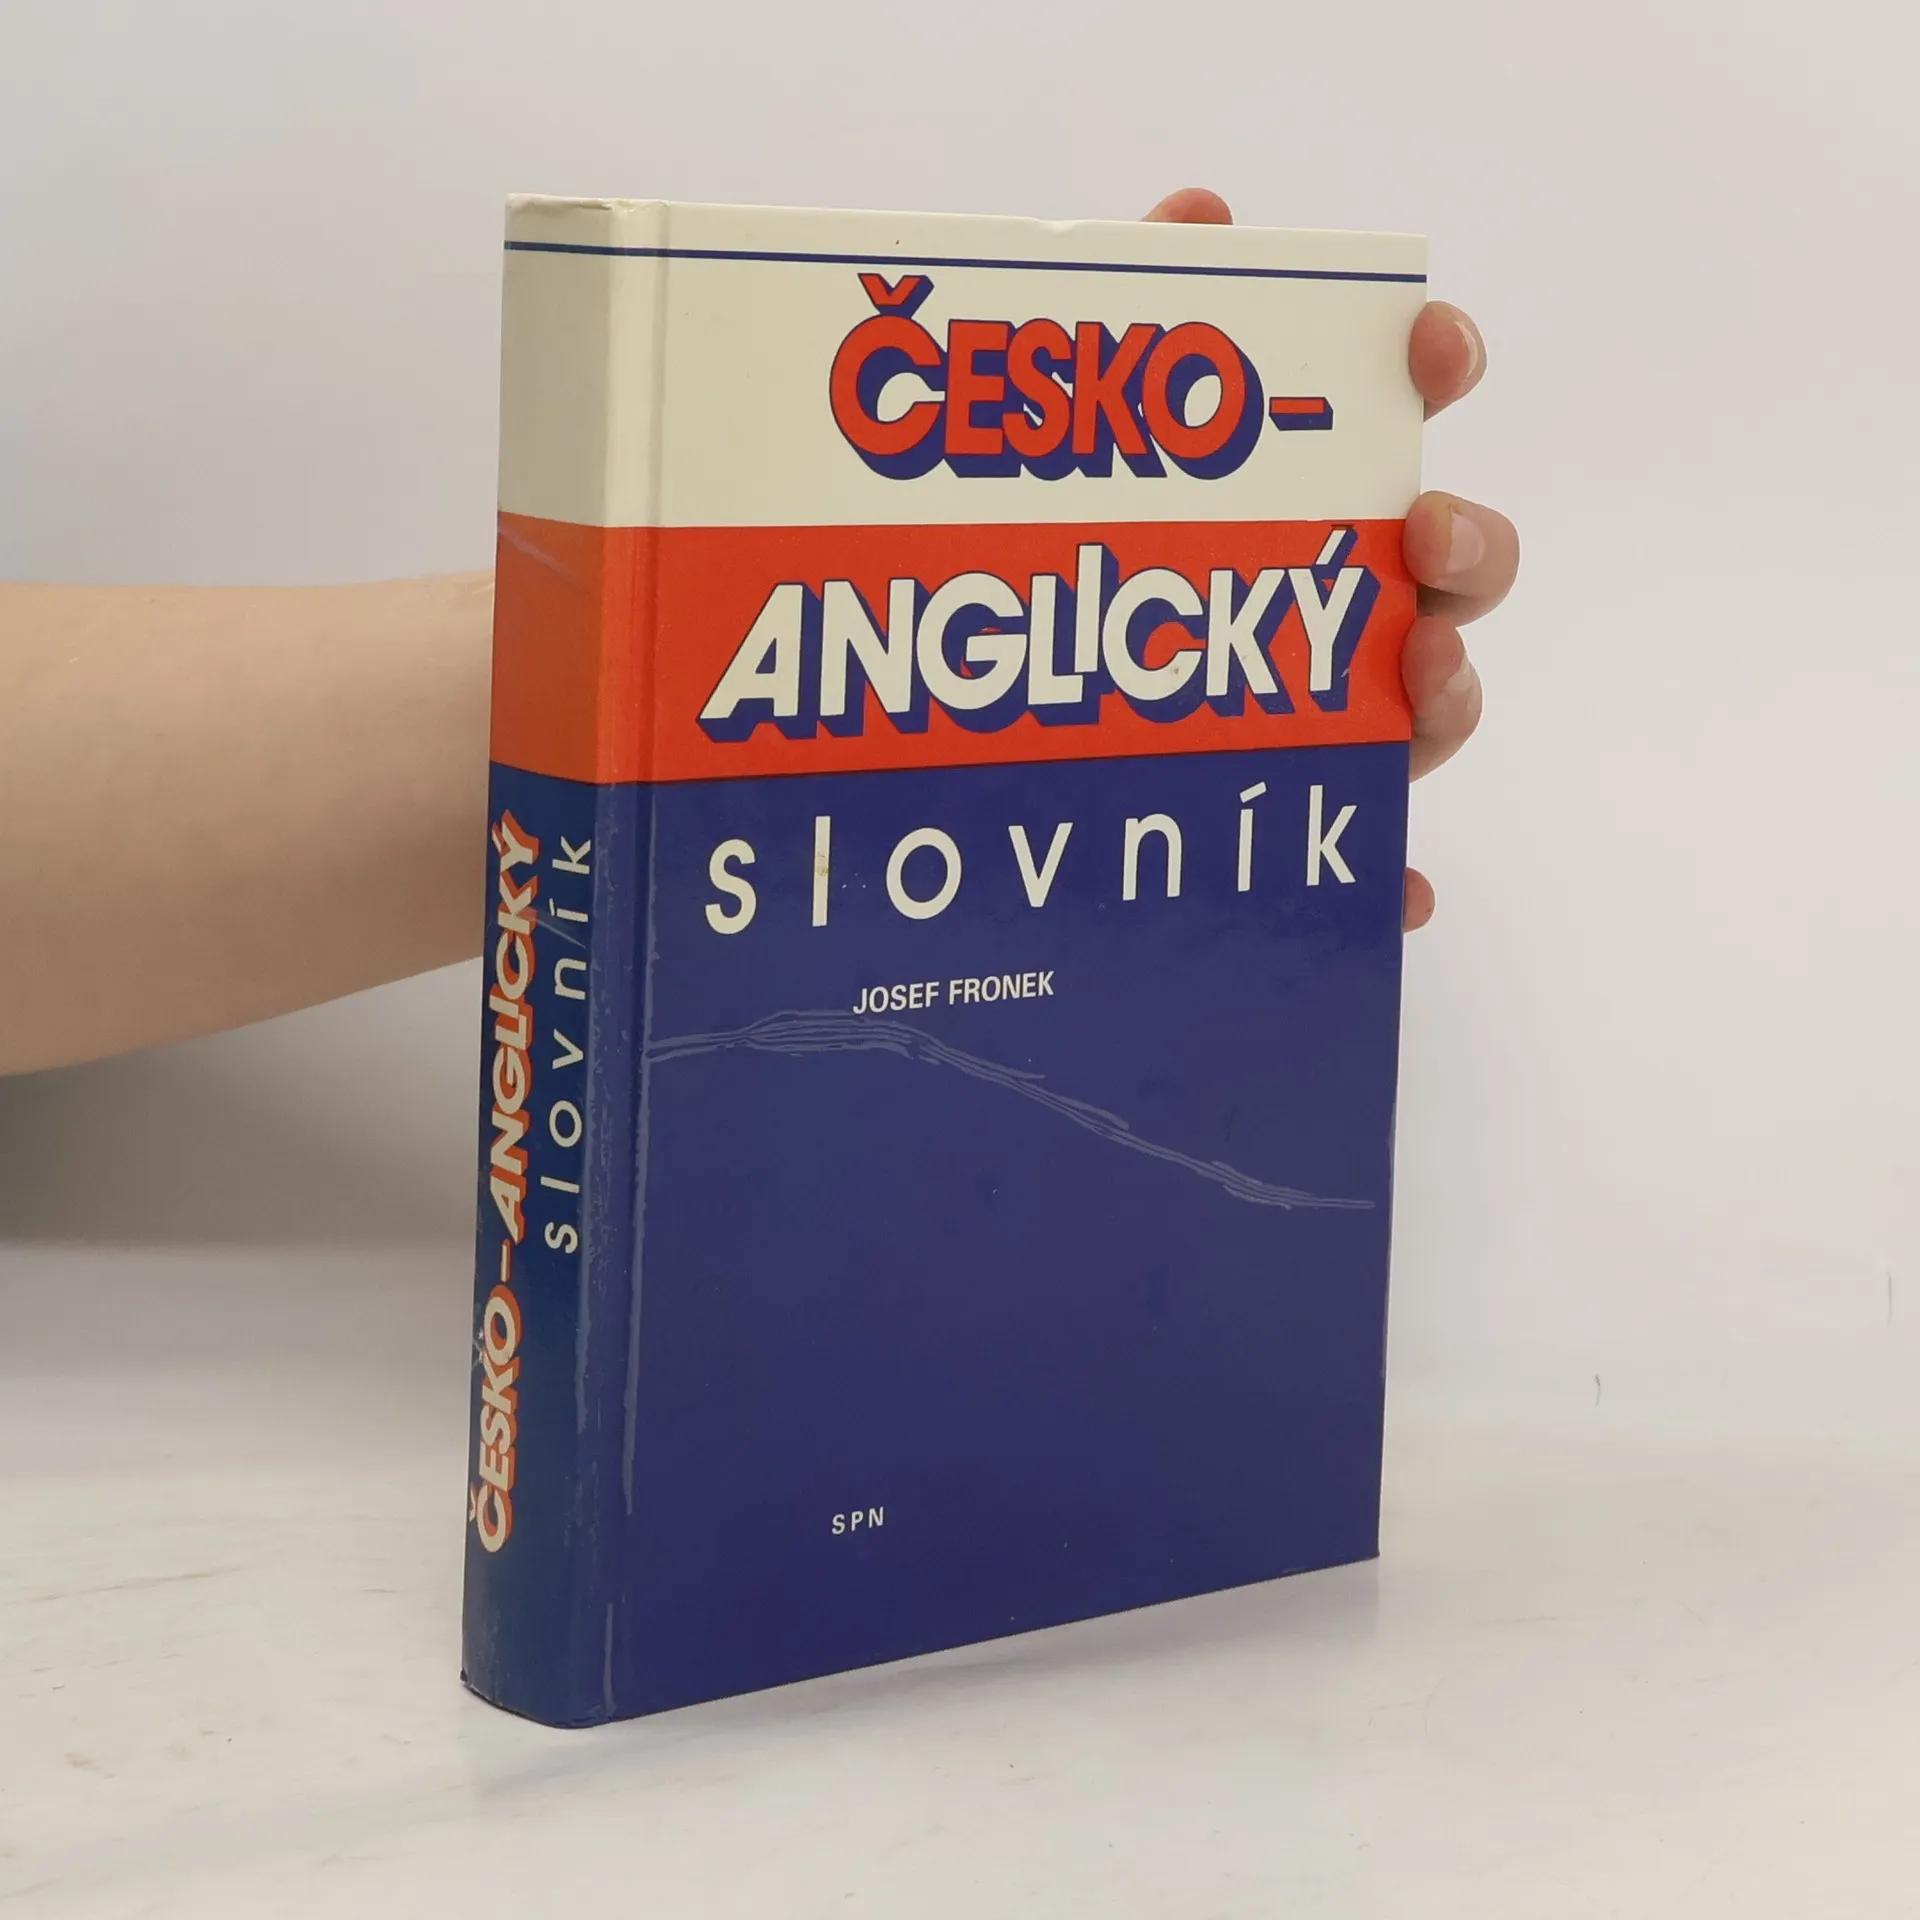 ČESKO-
ANGLICKÝ
slovník
JOSEF FRONEK
SPN
ČESKO-ANGLICKÝ
slovník